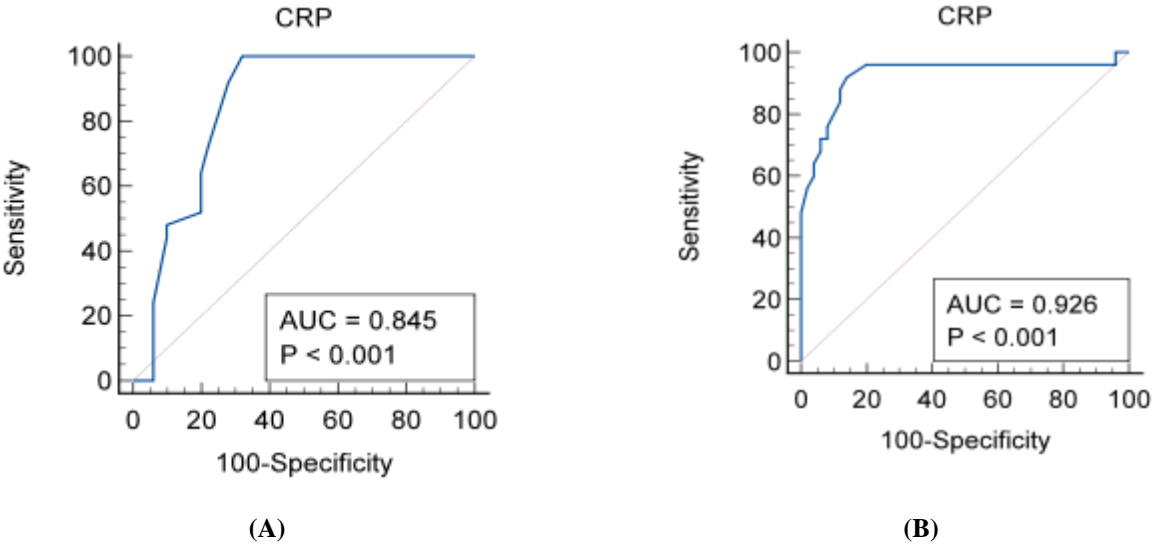 CRP
100
80
60
40
20
0
Sensitivity
AUC = 0.845
P < 0.001
0 20 40 60 80 100
100-Specificity
(A)
CRP
100
80
60
40
20
0
Sensitivity
AUC = 0.926
P < 0.001
0 20 40 60 80 100
100-Specificity
(B)